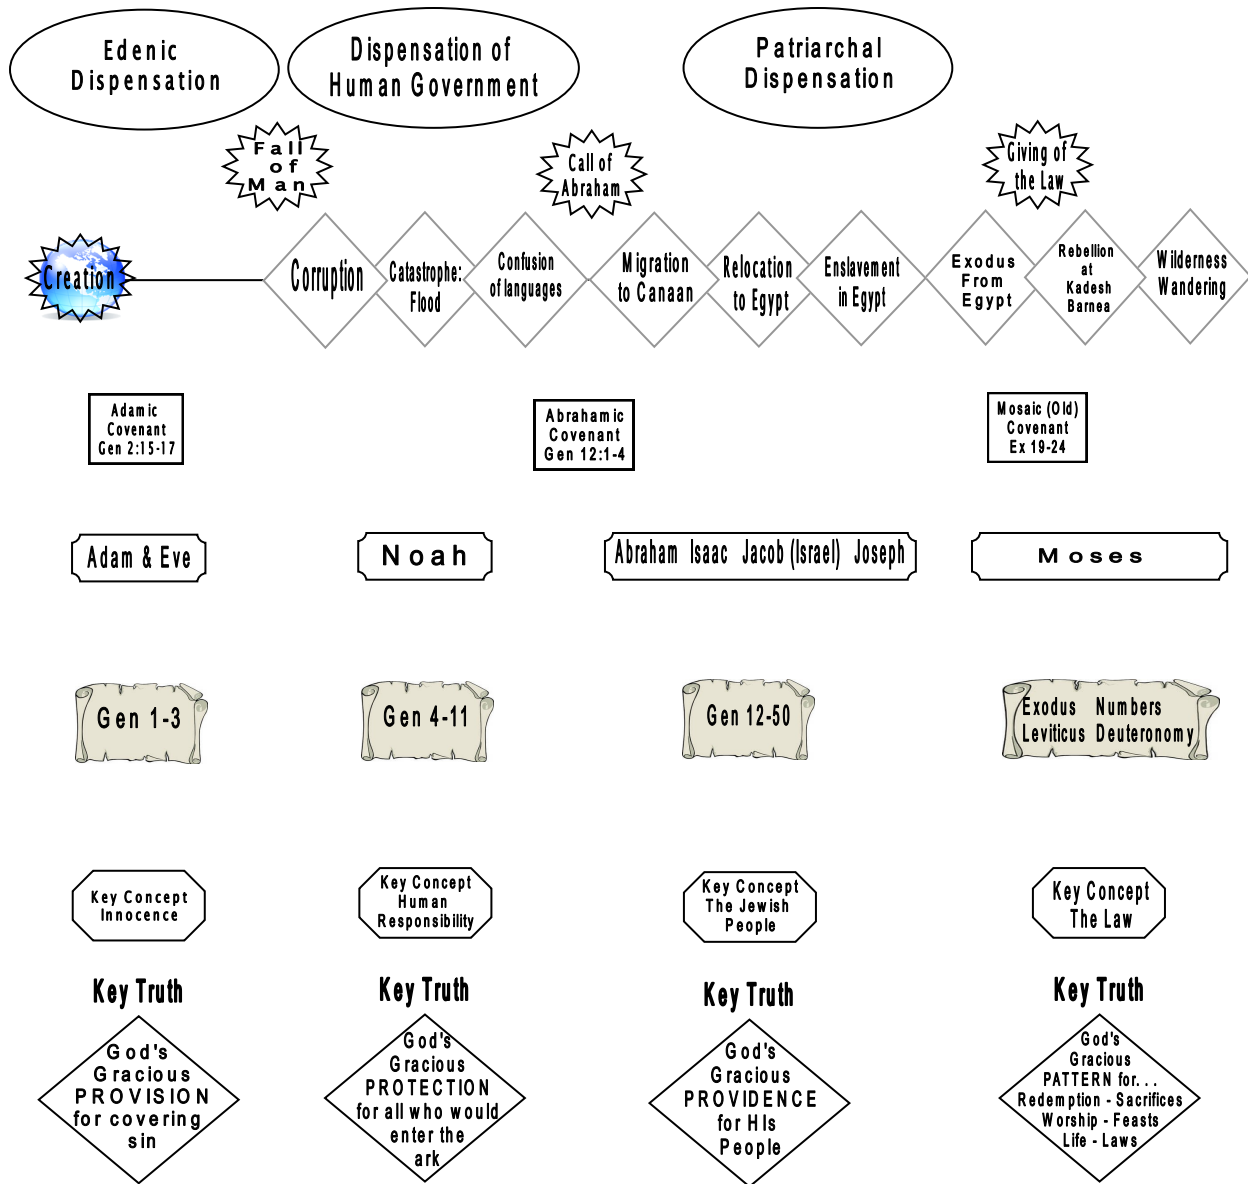 Edenic
Dispensation
Dispensation of
Human Government
Patriarchal
Dispensation
Fall
of
Man
Call of
Abraham
Giving of
the Law
Creation
Corruption
Catastrophe:
Flood
Confusion
of languages
Migration
to Canaan
Relocation
to Egypt
Enslavement
in Egypt
Exodus
From
Egypt
Rebellion
at
Kadesh
Barnea
Wilderness
Wandering
Adamic
Covenant
Gen 2:15-17
Abrahamic
Covenant
Gen 12:1-4
Mosaic (Old)
Covenant
Ex 19-24
Adam & Eve
Noah
Abraham Isaac Jacob (Israel) Joseph
Moses
Gen 1-3
Gen 4-11
Gen 12-50
Exodus Numbers
Leviticus Deuteronomy
Key Concept
Innocence
Key Concept
Human
Responsibility
Key Concept
The Jewish
People
Key Concept
The Law
Key Truth
God's
Gracious
PROVISION
for covering
sin
Key Truth
God's
Gracious
PROTECTION
for all who would
enter the
ark
Key Truth
God's
Gracious
PROVIDENCE
for HIs
People
Key Truth
God's
Gracious
PATTERN for...
Redemption - Sacrifices
Worship - Feasts
Life - Laws